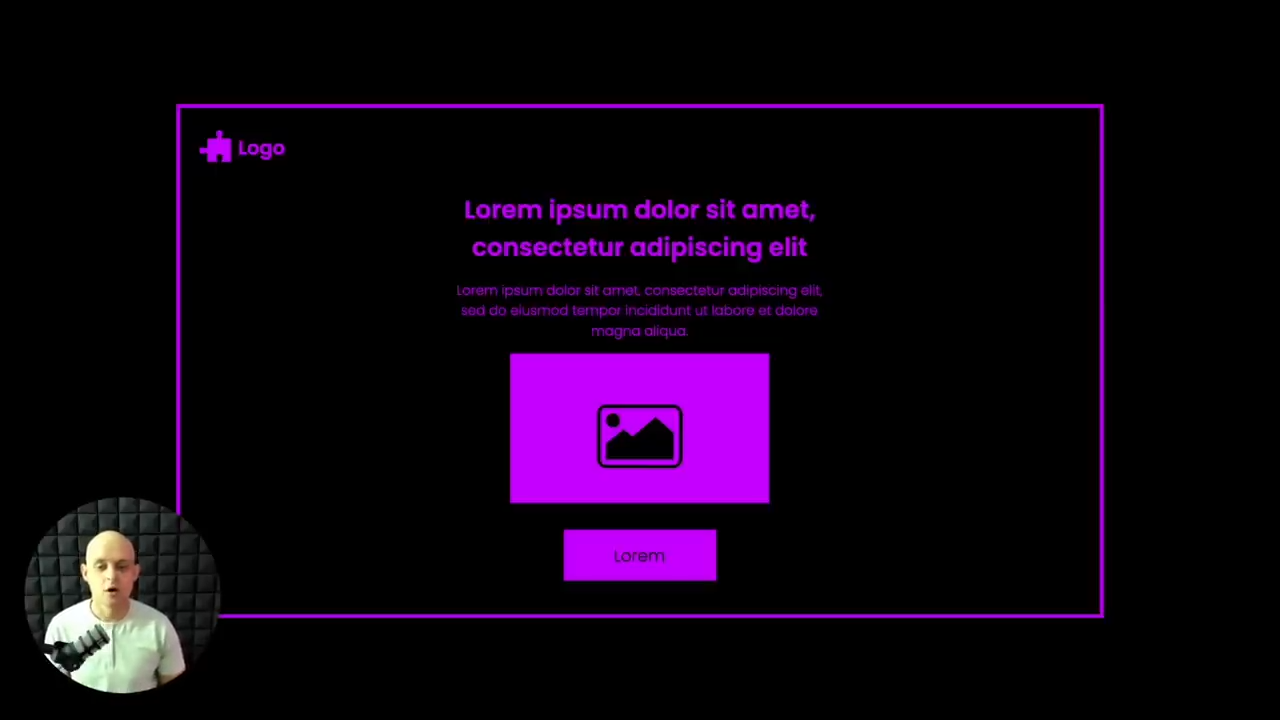 Logo
Lorem ipsum dolor sit amet,
consectetur adipiscing elit
Lorem ipsum dolor sit amet, consectetur adipiscing elit,
sed do eiusmod tempor incididunt ut labore et dolore
magna aliqua.
Lorem